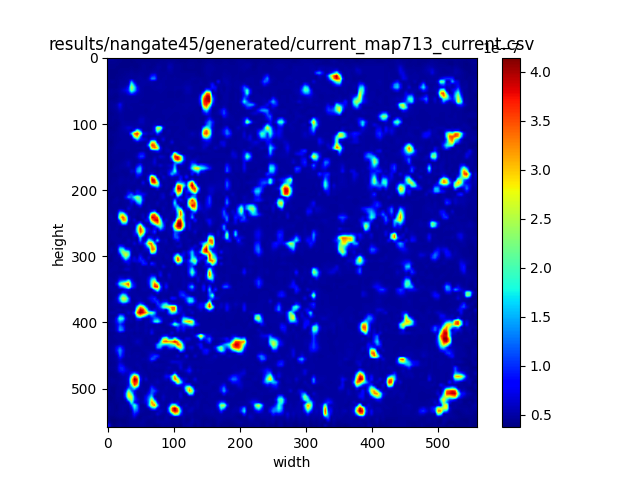 results/nangate45/generated/current_map713_current.csv
1e−7
0
100
200
300
400
500
height
0 100 200 300 400 500
width
4.0
3.5
3.0
2.5
2.0
1.5
1.0
0.5